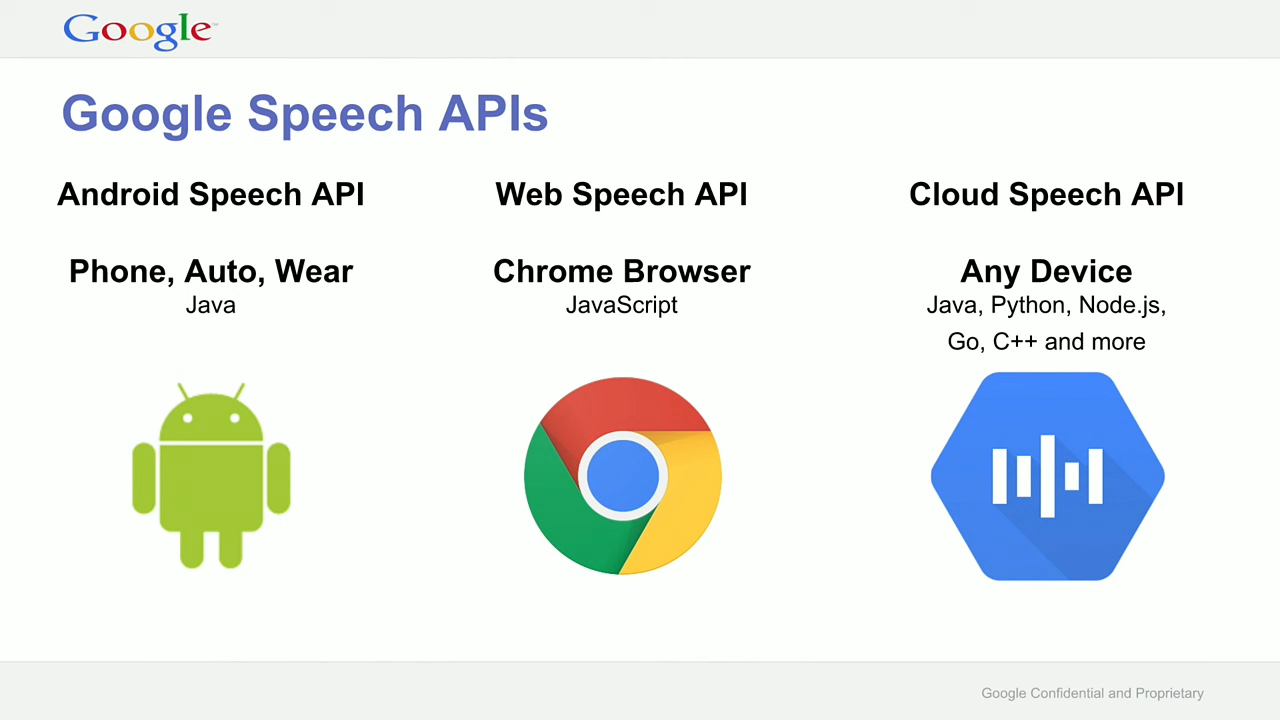 Google
Google Speech APIs
Android Speech API
Phone, Auto, Wear
Java
Web Speech API
Chrome Browser
JavaScript
Cloud Speech API
Any Device
Java, Python, Node.js,
Go, C++ and more
Google Confidential and Proprietary